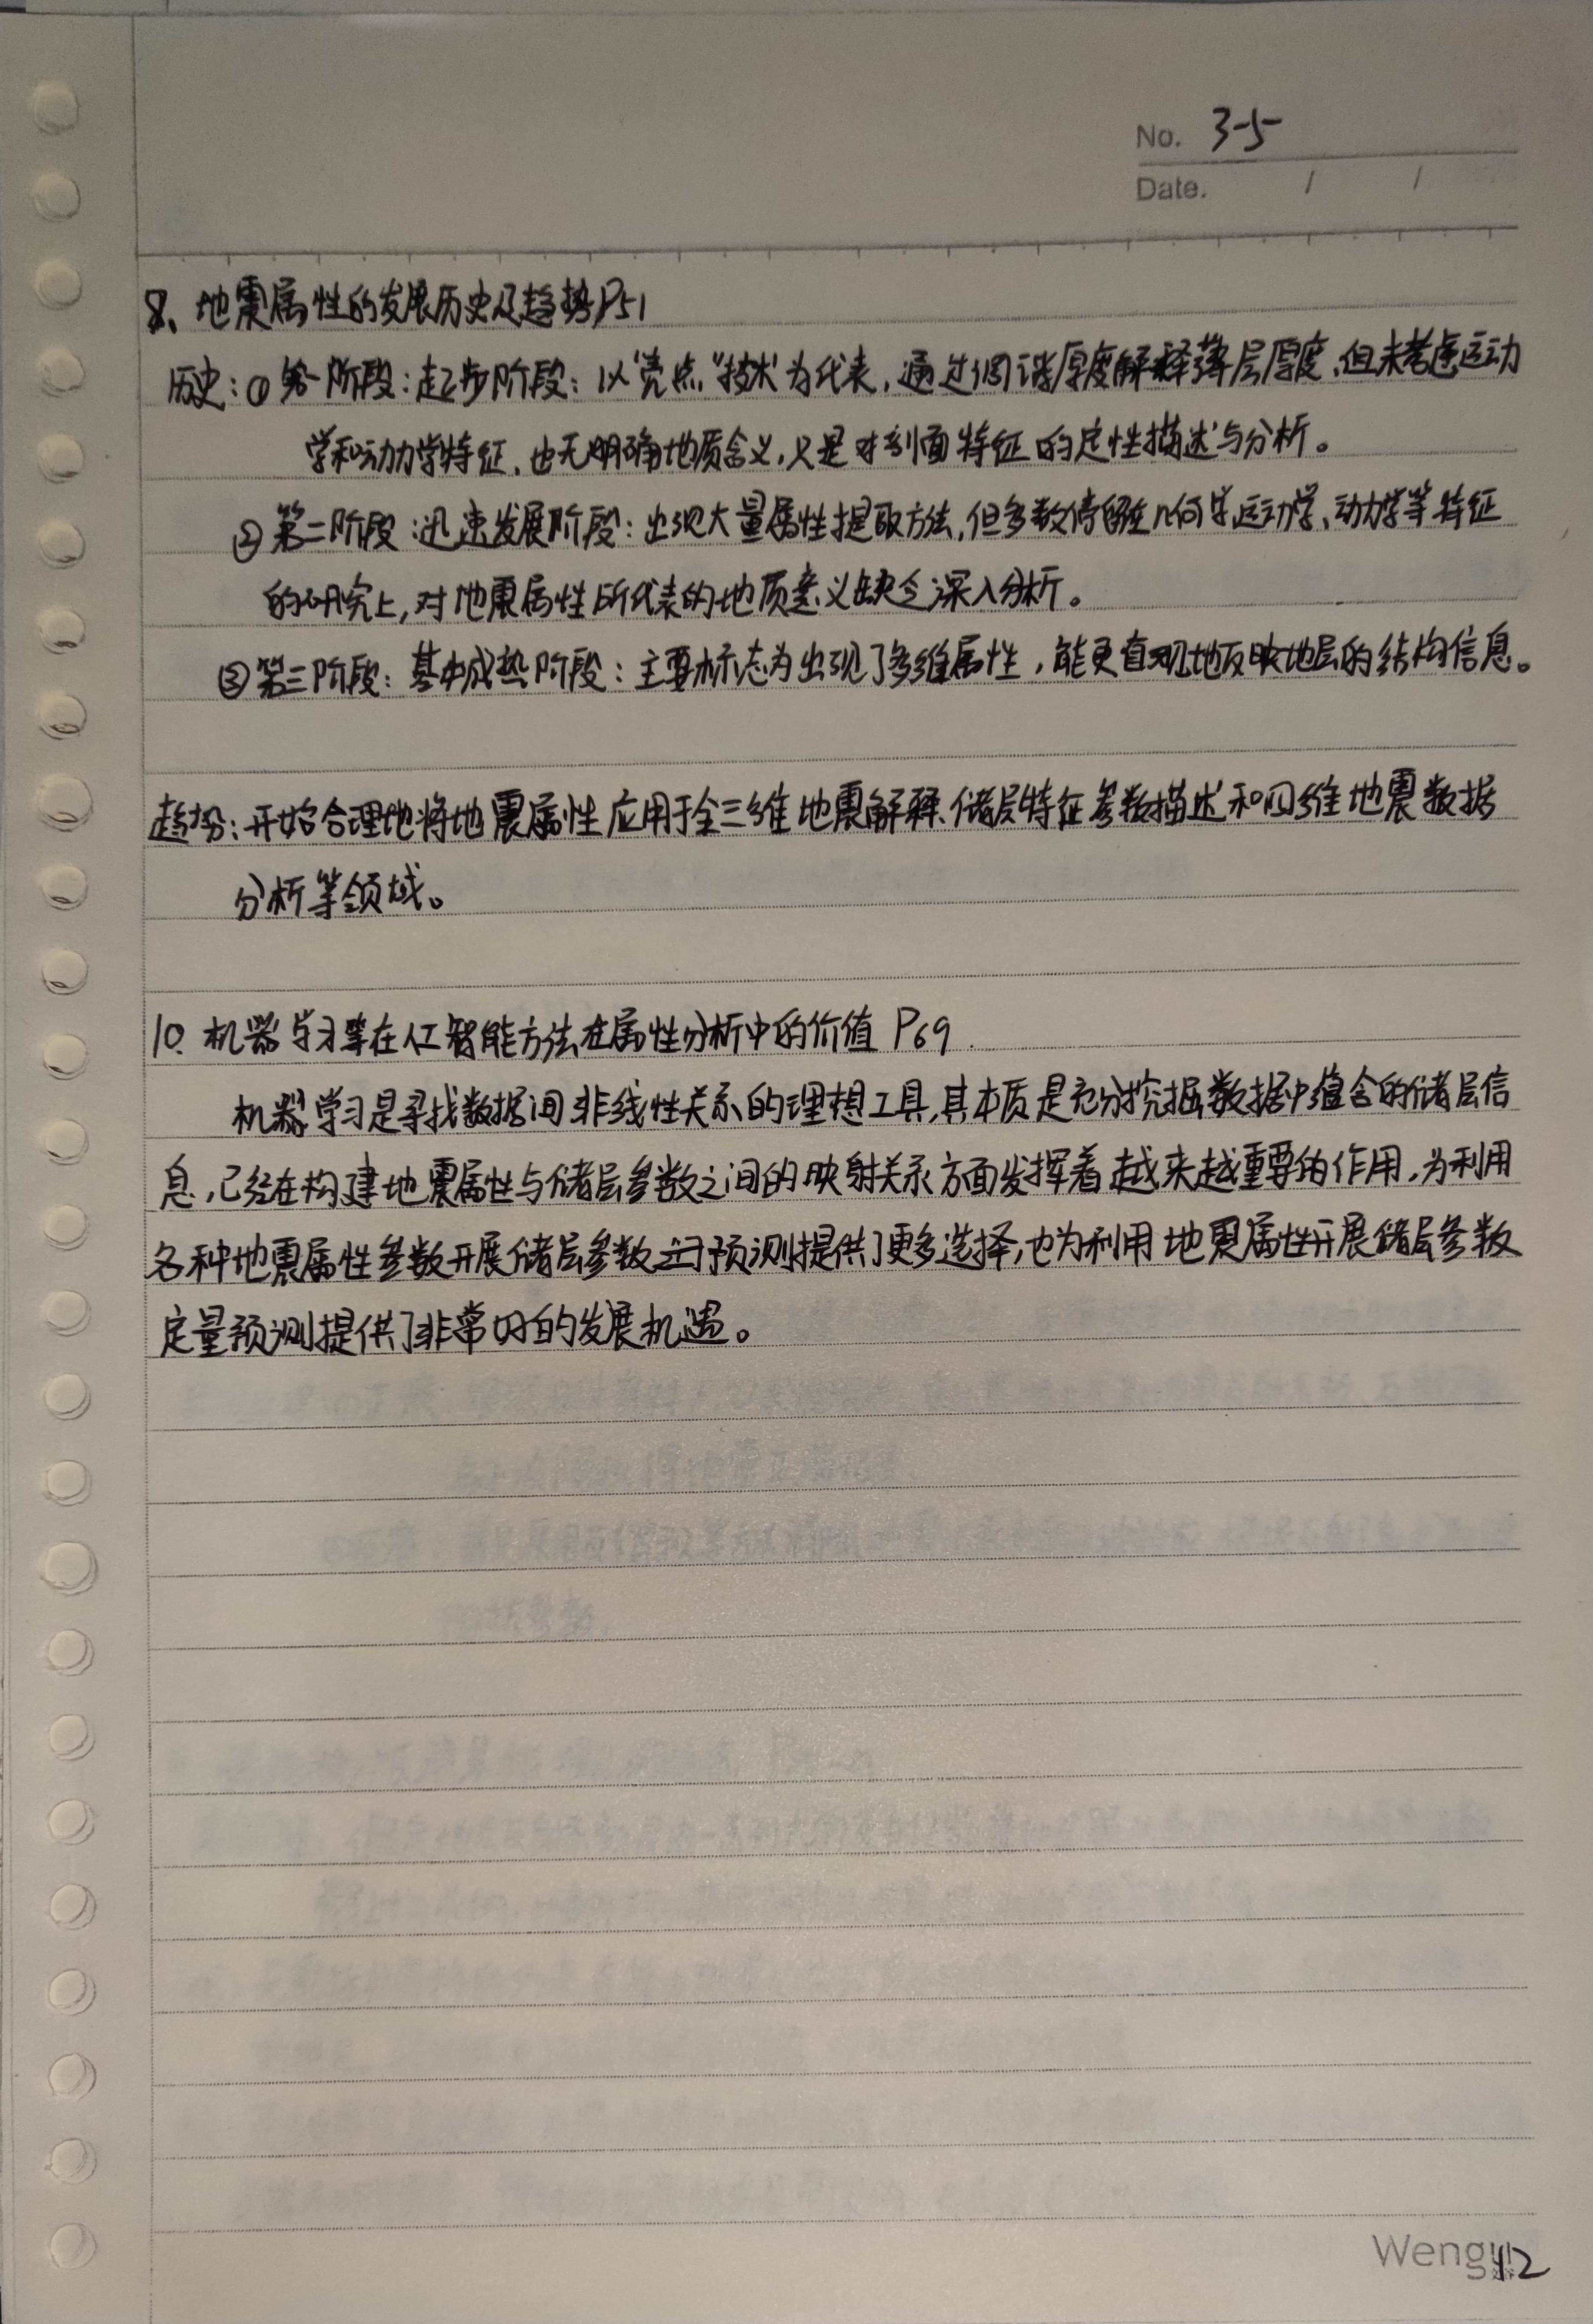 No. 3-5
Date. / /
8、地震属性的发展历史及趋势P51
历史：①第一阶段：起步阶段：以“亮点”技术为代表，通过调谐厚度解释薄层厚度，但未考虑运动
学和动力学特征，也无明确地质含义，只是对剖面特征的定性描述与分析。
②第二阶段：迅速发展阶段：出现大量属性提取方法，但多数停留在几何学、运动学、动力学等特征
的研究上，对地震属性所代表的地质意义缺乏深入分析。
③第三阶段：基本成熟阶段：主要标志为出现了多维属性，能更直观地反映地层的结构信息。
趋势：开始合理地将地震属性应用于全三维地震解释、储层特征参数描述和四维地震数据
分析等领域。
10、机器学习等在人工智能方法在属性分析中的价值 P69
机器学习是寻找数据间非线性关系的理想工具，其本质是充分挖掘数据中蕴含的储层信
息，已经在构建地震属性与储层参数之间的映射关系方面发挥着越来越重要的作用，为利用
各种地震属性参数开展储层参数预测提供了更多选择，也为利用地震属性开展储层参数
定量预测提供了非常好的发展机遇。
Wengu
12